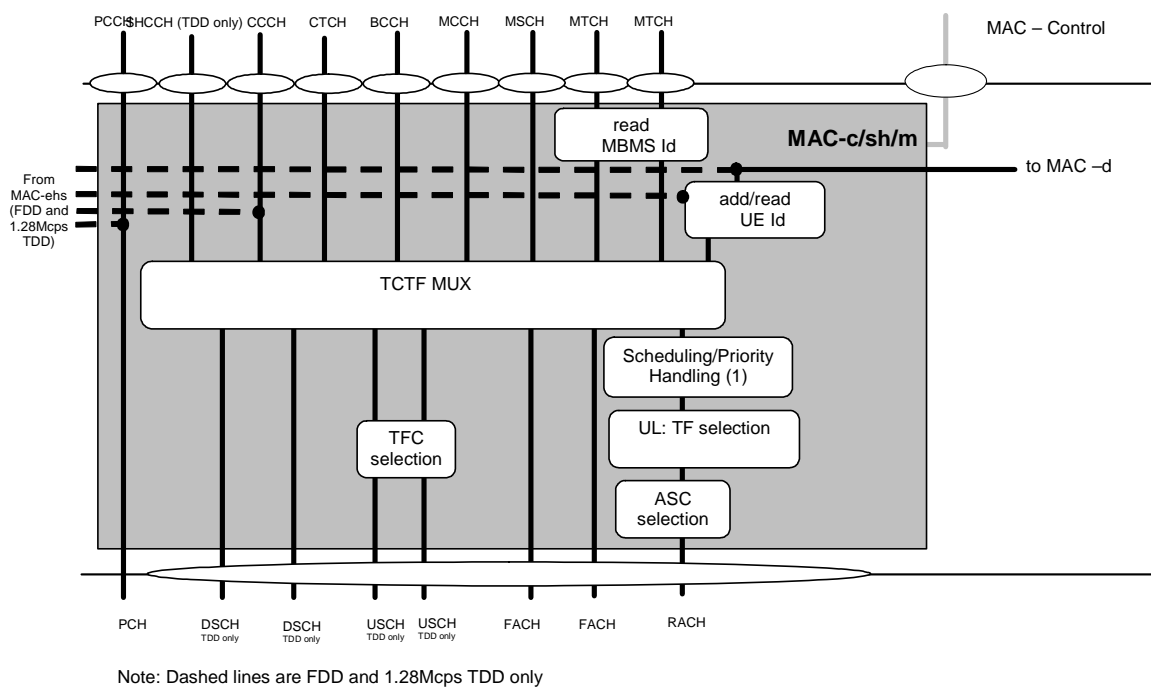 PCCH SHCCH (TDD only) CCCH CTCH BCCH MCCH MSCH MTCH MTCH
MAC – Control
read
MBMS Id
MAC-c/sh/m
From
MAC-ehs
(FDD and
1.28Mcps
TDD)
to MAC –d
add/read
UE Id
TCTF MUX
Scheduling/Priority
Handling (1)
UL: TF selection
TFC
selection
ASC
selection
PCH
DSCH
TDD only
DSCH
TDD only
USCH
TDD only
USCH
TDD only
FACH
FACH
RACH
Note: Dashed lines are FDD and 1.28Mcps TDD only